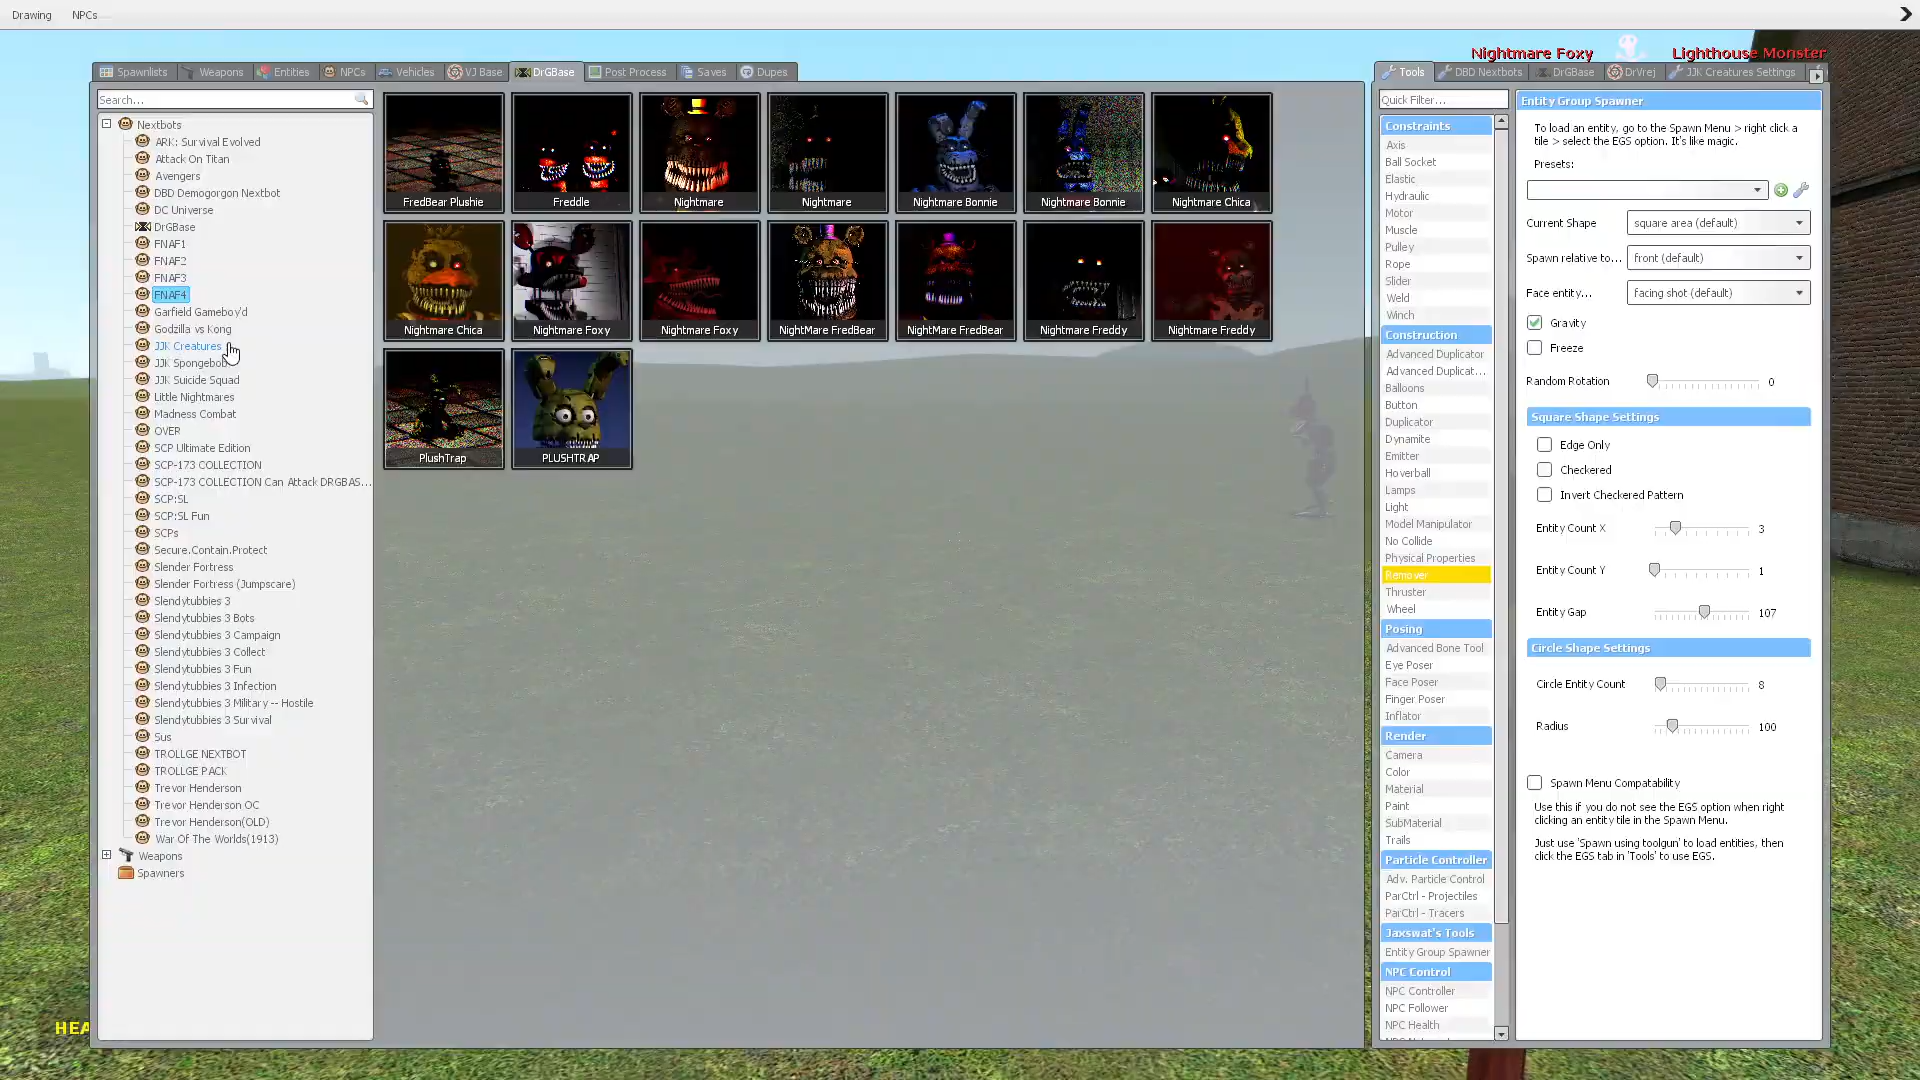 Drawing NPCs
Nightmare Foxy Lighthouse Monster
Spawnlists Weapons Entities NPCs Vehicles VJ Base DrGBase Post Process Saves Dupes
Tools DBD Nextbots DrGBase DrVrej JJK Creatures Settings
Search...
Nextbots
ARK: Survival Evolved
Attack On Titan
Avengers
DBD Demogorgon Nextbot
DC Universe
DrGBase
FNAF1
FNAF2
FNAF3
FNAF4
Garfield Gameboy'd
Godzilla vs Kong
JJK Creatures
JJK Spongebob
JJK Suicide Squad
Little Nightmares
Madness Combat
OVER
SCP Ultimate Edition
SCP-173 COLLECTION
SCP-173 COLLECTION Can Attack DRGBAS...
SCP:SL
SCP:SL Fun
SCPs
Secure.Contain.Protect
Slender Fortress
Slender Fortress (Jumpscare)
Slendytubbies 3
Slendytubbies 3 Bots
Slendytubbies 3 Campaign
Slendytubbies 3 Collect
Slendytubbies 3 Fun
Slendytubbies 3 Infection
Slendytubbies 3 Military -- Hostile
Slendytubbies 3 Survival
Sus
TROLLGE NEXTBOT
TROLLGE PACK
Trevor Henderson
Trevor Henderson OC
Trevor Henderson(OLD)
War Of The Worlds(1913)
Weapons
Spawners
FredBear Plushie Freddle Nightmare Nightmare Nightmare Bonnie Nightmare Bonnie Nightmare Chica
Nightmare Chica Nightmare Foxy Nightmare Foxy NightMare FredBear NightMare FredBear Nightmare Freddy Nightmare Freddy
PlushTrap PLUSHTRAP
Quick Filter...
Constraints
Axis
Ball Socket
Elastic
Hydraulic
Motor
Muscle
Pulley
Rope
Slider
Weld
Winch
Construction
Advanced Duplicator
Advanced Duplicat...
Balloons
Button
Duplicator
Dynamite
Emitter
Hoverball
Lamps
Light
Model Manipulator
No Collide
Physical Properties
Remover
Thruster
Wheel
Posing
Advanced Bone Tool
Eye Poser
Face Poser
Finger Poser
Inflator
Render
Camera
Color
Material
Paint
SubMaterial
Trails
Particle Controller
Adv. Particle Control
ParCtrl - Projectiles
ParCtrl - Tracers
Jaxswat's Tools
Entity Group Spawner
NPC Control
NPC Controller
NPC Follower
NPC Health
Entity Group Spawner
To load an entity, go to the Spawn Menu > right click a
tile > select the EGS option. It's like magic.
Presets:
Current Shape square area (default)
Spawn relative to... front (default)
Face entity... facing shot (default)
Gravity
Freeze
Random Rotation 0
Square Shape Settings
Edge Only
Checkered
Invert Checkered Pattern
Entity Count X 3
Entity Count Y 1
Entity Gap 107
Circle Shape Settings
Circle Entity Count 8
Radius 100
Spawn Menu Compatability
Use this if you do not see the EGS option when right
clicking an entity tile in the Spawn Menu.
Just use 'Spawn using toolgun' to load entities, then
click the EGS tab in 'Tools' to use EGS.
HEA